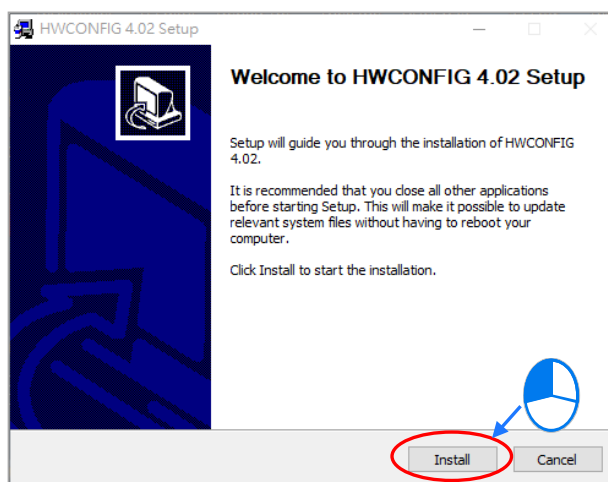 HWCONFIG 4.02 Setup
Welcome to HWCONFIG 4.02 Setup
Setup will guide you through the installation of HWCONFIG
4.02.
It is recommended that you close all other applications
before starting Setup. This will make it possible to update
relevant system files without having to reboot your
computer.
Click Install to start the installation.
Install
Cancel